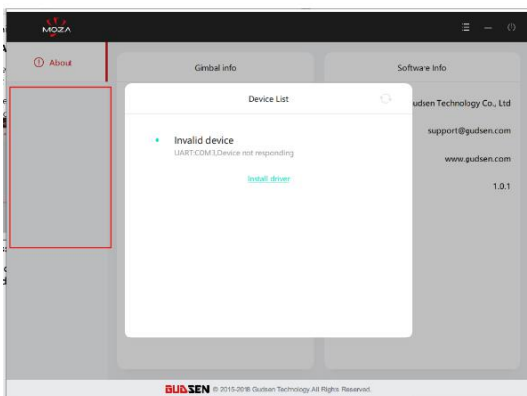 MOZA
About
Gimbal info
Software Info
Device List
Gudsen Technology Co., Ltd
Invalid device
UART:COM3,Device not responding
support@gudsen.com
www.gudsen.com
Install driver
1.0.1
GUDSEN © 2015-2018 Gudsen Technology. All Rights Reserved.